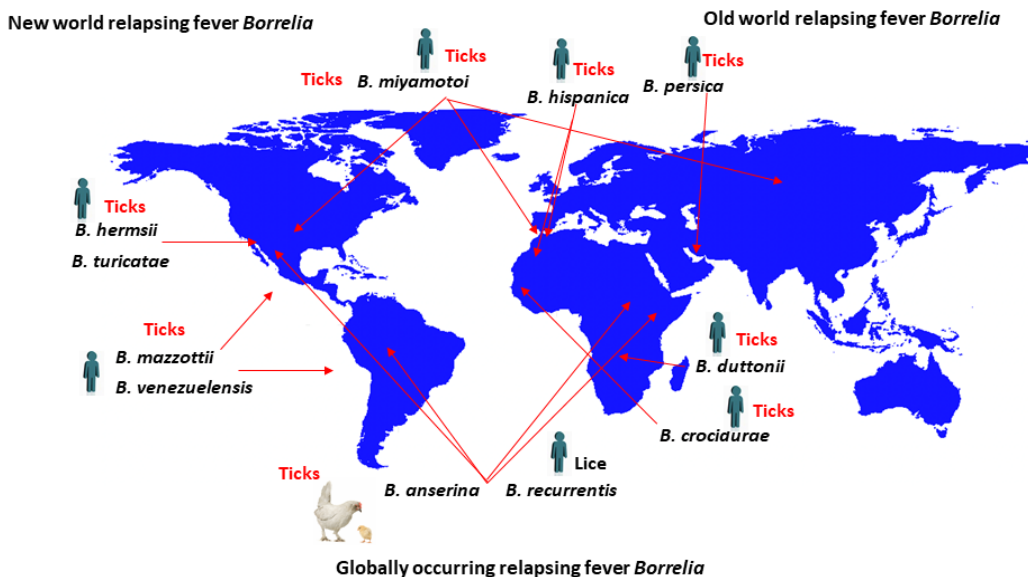 New world relapsing fever Borrelia
Old world relapsing fever Borrelia
Ticks
Ticks
B. miyamotoi
Ticks
B. hispanica
Ticks
B. persica
Ticks
B. hermsii
B. turicatae
Ticks
B. mazzottii
B. venezuelensis
Ticks
B. duttonii
Ticks
B. crocidurae
Ticks
B. anserina
Lice
B. recurrentis
Globally occurring relapsing fever Borrelia